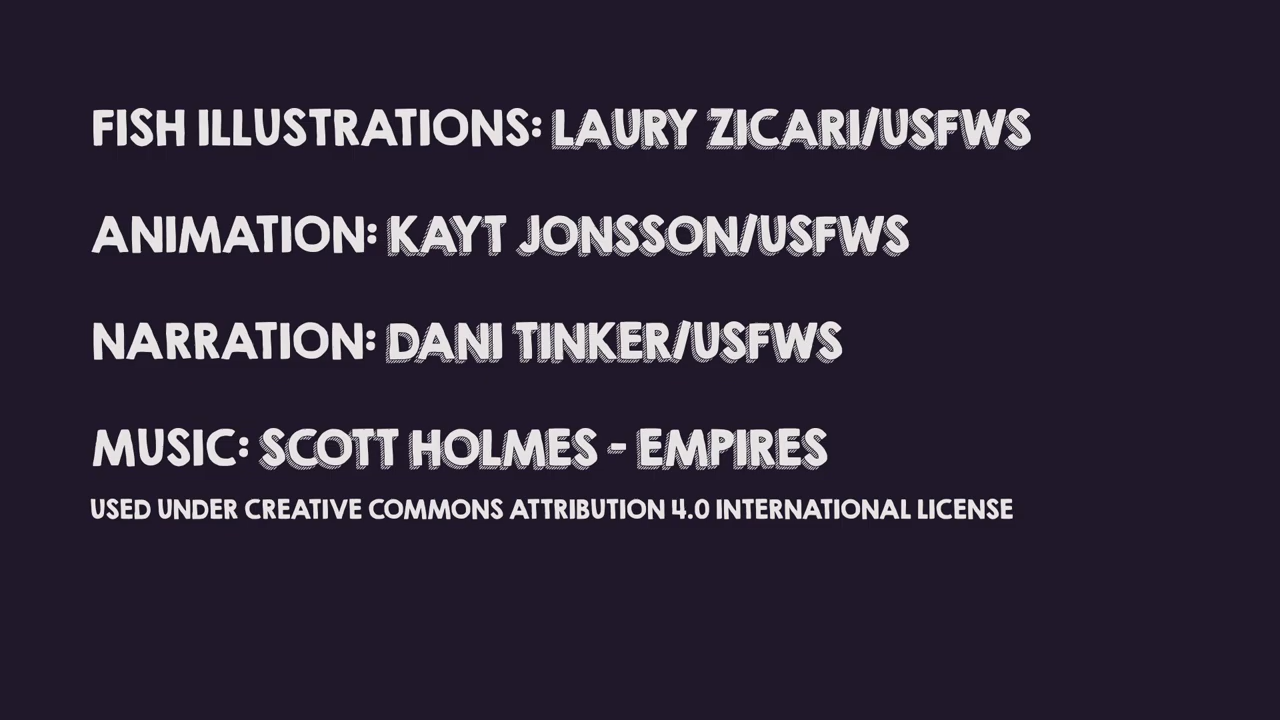 FISH ILLUSTRATIONS: LAURY ZICARI/USFWS
ANIMATION: KAYT JONSSON/USFWS
NARRATION: DANI TINKER/USFWS
MUSIC: SCOTT HOLMES - EMPIRES
USED UNDER CREATIVE COMMONS ATTRIBUTION 4.0 INTERNATIONAL LICENSE